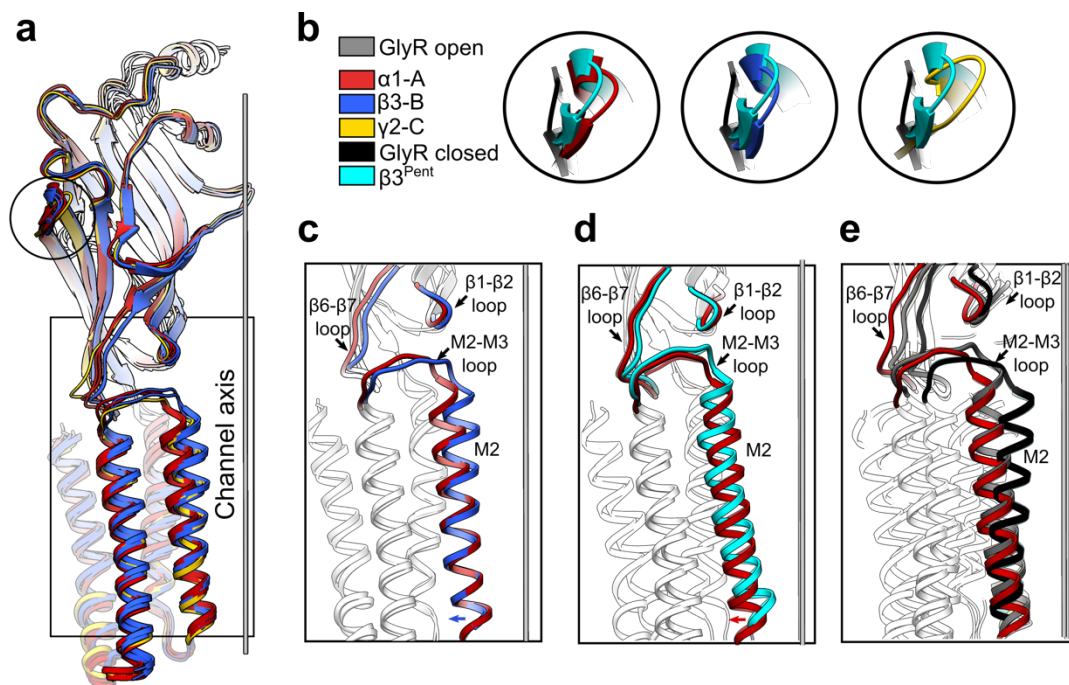 a
b
GlyR open
α1-A
β3-B
γ2-C
GlyR closed
β3Pent
Channel axis
c
β6-β7
loop
β1-β2
loop
M2-M3
loop
M2
d
β6-β7
loop
β1-β2
loop
M2-M3
loop
M2
e
β6-β7
loop
β1-β2
loop
M2-M3
loop
M2